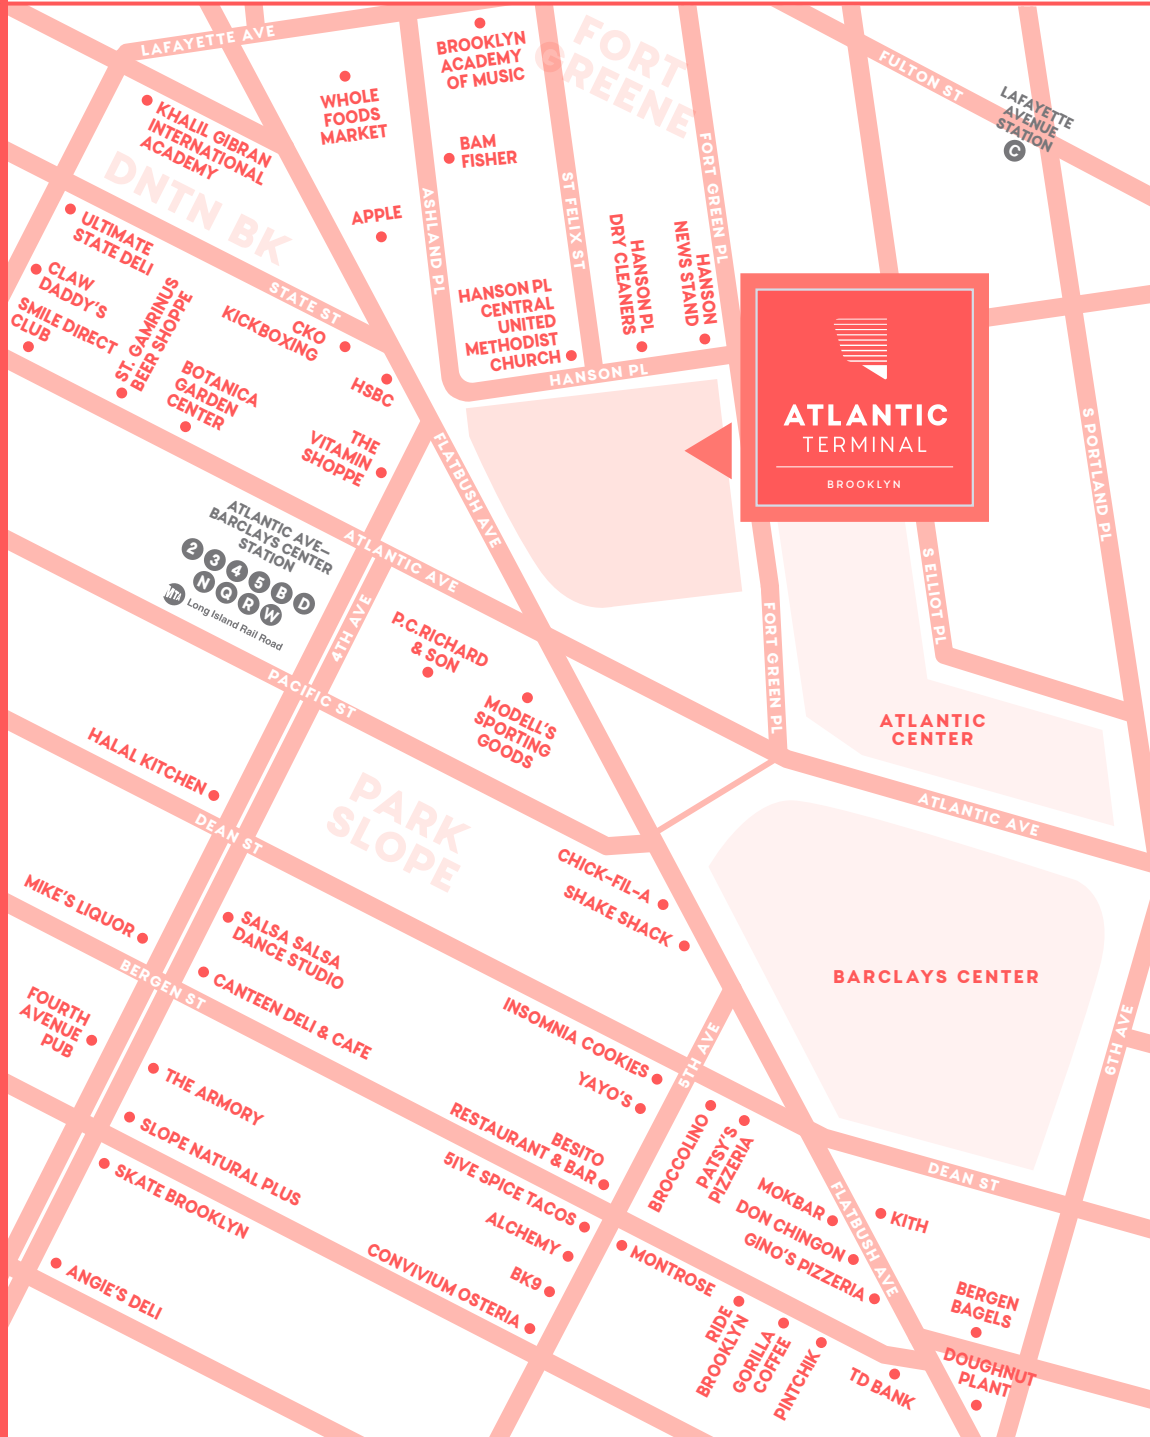 LAFAYETTE AVE
KHALIL GIBRAN
INTERNATIONAL
ACADEMY
DNTN BK
WHOLE
FOODS
MARKET
APPLE
BROOKLYN
ACADEMY
OF MUSIC
BAM
FISHER
FORT
GREENE
FULTON ST
LAFAYETTE
AVENUE
STATION
C
ASHLAND PL
ST FELIX ST
FORT GREEN PL
HANSON PL
DRY CLEANERS
HANSON
NEWS STAND
HANSON PL
CENTRAL
UNITED
METHODIST
CHURCH
HANSON PL
ULTIMATE
STATE DELI
CLAW
DADDY'S
SMILE DIRECT
CLUB
ST. GAMRINUS
BEER SHOPPE
STATE ST
CKO
KICKBOXING
HSBC
BOTANICA
GARDEN
CENTER
THE
VITAMIN
SHOPPE
FLATBUSH AVE
ATLANTIC
TERMINAL
BROOKLYN
S PORTLAND PL
S ELLIOT PL
FORT GREEN PL
ATLANTIC AVE–
BARCLAYS CENTER
STATION
2 3 4 5 B D
N Q R W
MTA Long Island Rail Road
ATLANTIC AVE
4TH AVE
PACIFIC ST
P.C.RICHARD
& SON
MODELL'S
SPORTING
GOODS
ATLANTIC
CENTER
ATLANTIC AVE
HALAL KITCHEN
DEAN ST
PARK
SLOPE
CHICK-FIL-A
SHAKE SHACK
BARCLAYS CENTER
MIKE'S LIQUOR
SALSA SALSA
DANCE STUDIO
BERGEN ST
CANTEEN DELI & CAFE
FOURTH
AVENUE
PUB
INSOMNIA COOKIES
YAYO'S
5TH AVE
6TH AVE
THE ARMORY
SLOPE NATURAL PLUS
SKATE BROOKLYN
BESITO
RESTAURANT & BAR
5IVE SPICE TACOS
ALCHEMY
BK9
CONVIVIUM OSTERIA
ANGIE'S DELI
BROCCOLINO
PATSY'S
PIZZERIA
MOKBAR
DON CHINGON
GINO'S PIZZERIA
FLATBUSH AVE
KITH
DEAN ST
MONTROSE
RIDE
BROOKLYN
GORILLA
COFFEE
PINTCHIK
TD BANK
BERGEN
BAGELS
DOUGHNUT
PLANT